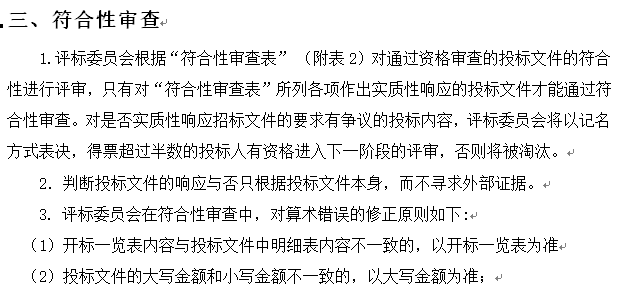 三、符合性审查
1.评标委员会根据“符合性审查表”（附表2）对通过资格审查的投标文件的符合
性进行评审，只有对“符合性审查表”所列各项作出实质性响应的投标文件才能通过符
合性审查。对是否实质性响应招标文件的要求有争议的投标内容，评标委员会将以记名
方式表决，得票超过半数的投标人有资格进入下一阶段的评审，否则将被淘汰。
2. 判断投标文件的响应与否只根据投标文件本身，而不寻求外部证据。
3. 评标委员会在符合性审查中，对算术错误的修正原则如下:
（1）开标一览表内容与投标文件中明细表内容不一致的，以开标一览表为准
（2）投标文件的大写金额和小写金额不一致的，以大写金额为准；